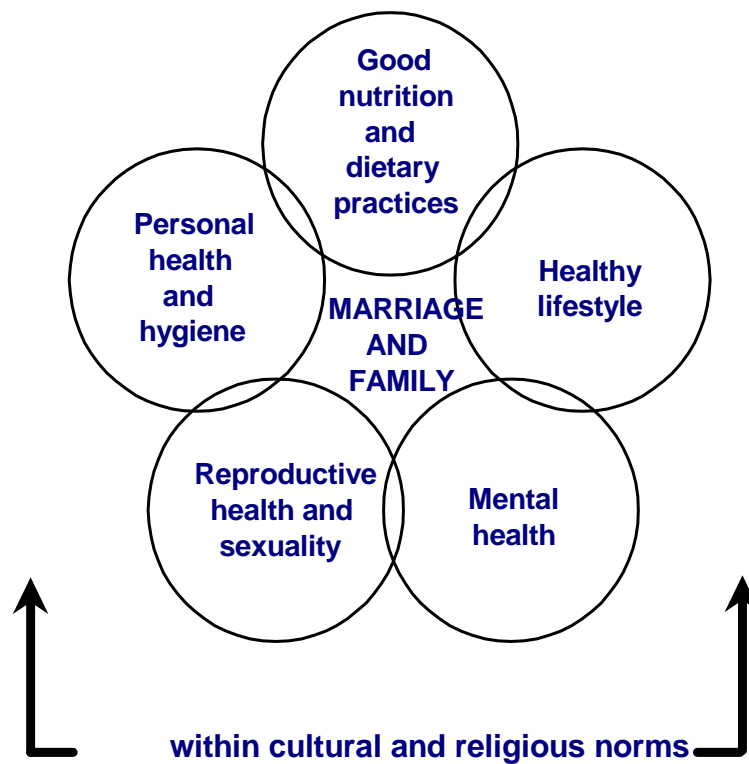 Good
nutrition
and
dietary
practices
Personal
health
and
hygiene
Healthy
lifestyle
MARRIAGE
AND
FAMILY
Reproductive
health and
sexuality
Mental
health
within cultural and religious norms